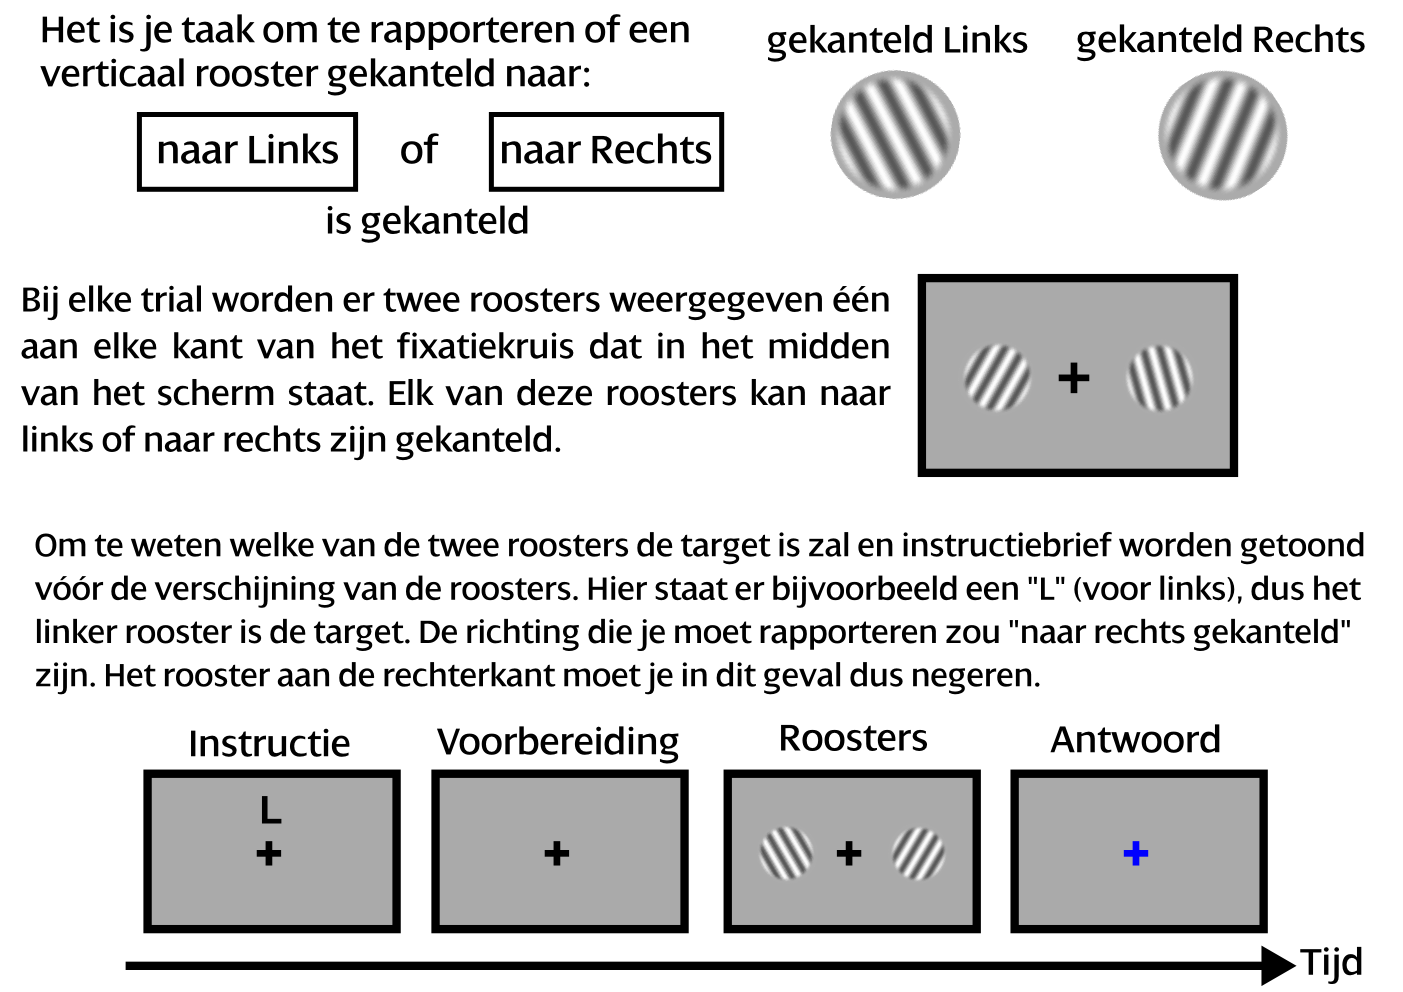 Het is je taak om te rapporteren of een
verticaal rooster gekanteld naar:
naar Links of naar Rechts
is gekanteld
gekanteld Links
gekanteld Rechts
Bij elke trial worden er twee roosters weergegeven één
aan elke kant van het fixatiekruis dat in het midden
van het scherm staat. Elk van deze roosters kan naar
links of naar rechts zijn gekanteld.
Om te weten welke van de twee roosters de target is zal en instructiebrief worden getoond
vóór de verschijning van de roosters. Hier staat er bijvoorbeeld een "L" (voor links), dus het
linker rooster is de target. De richting die je moet rapporteren zou "naar rechts gekanteld"
zijn. Het rooster aan de rechterkant moet je in dit geval dus negeren.
Instructie
Voorbereiding
Roosters
Antwoord
L
Tijd